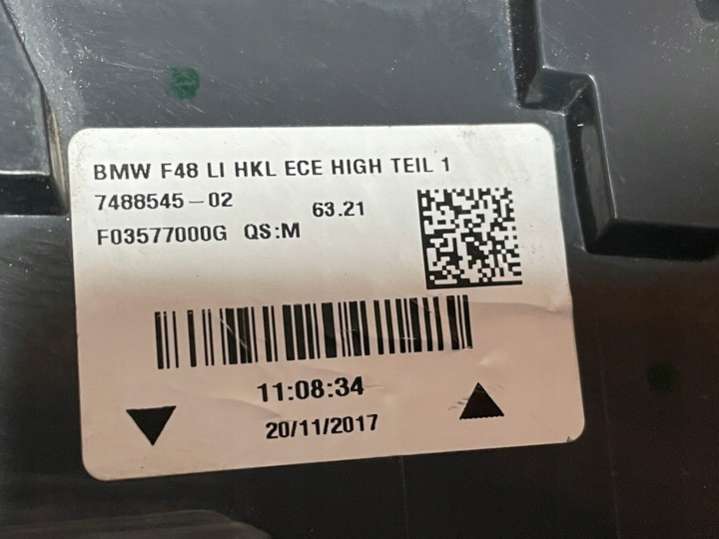 BMW F48 LI HKL ECE HIGH TEIL 1
7488545-02 63.21
F03577000G QS:M
11:08:34
20/11/2017